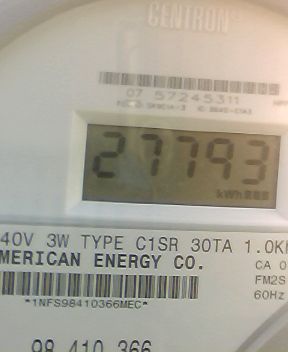 CENTRON
07 57245311
27793
kWh
40V 3W TYPE C1SR 30TA 1.0K
MERICAN ENERGY CO.
CA 0
FM2S
60Hz
*1NFS98410366MEC*
98 410 366